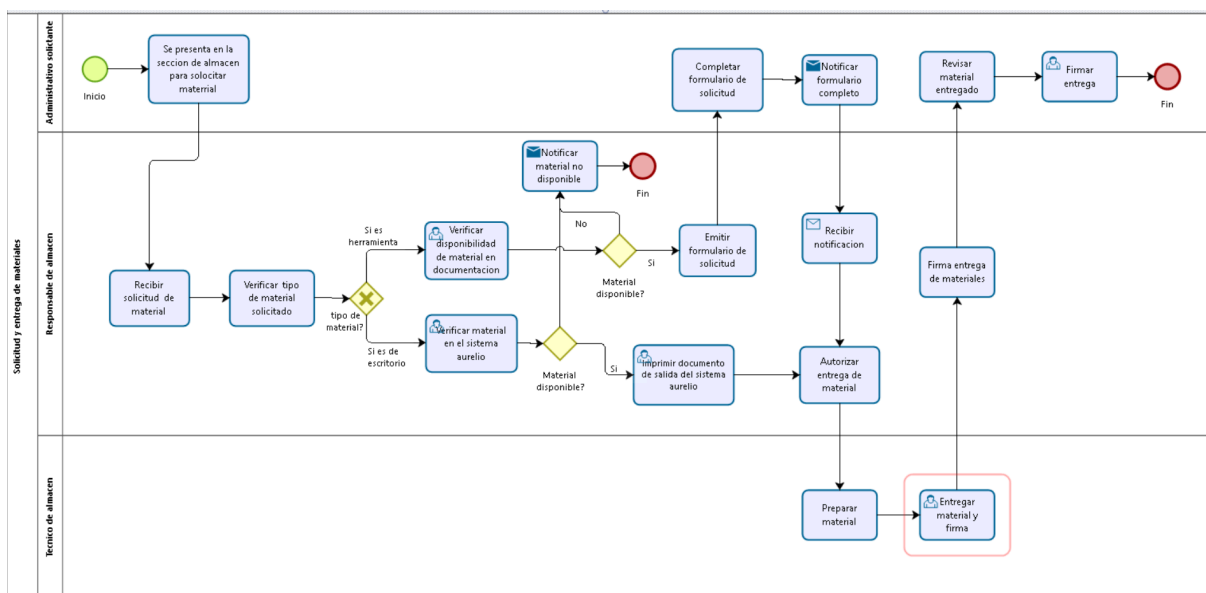 Solicitud y entrega de materiales
Administrativo solictante
Inicio
Se presenta en la
seccion de almacen
para solocitar
materrial
Completar
formulario de
solicitud
Notificar
formulario
completo
Revisar
material
entregado
Firmar
entrega
Fin
Responsable de almacen
Notificar
material no
disponible
Fin
Recibir
solicitud de
material
Verificar tipo
de material
solicitado
tipo de
material?
Si es
herramienta
Verificar
disponibilidad
de material en
documentacion
No
Material
disponible?
Si
Emitir
formulario de
solicitud
Recibir
notificacion
Firma entrega
de materiales
Si es de
escritorio
Verificar material
en el sistema
aurelio
Material
disponible?
Si
Imprimir documento
de salida del sistema
aurelio
Autorizar
entrega de
material
Tecnico de almacen
Preparar
material
Entregar
material y
firma